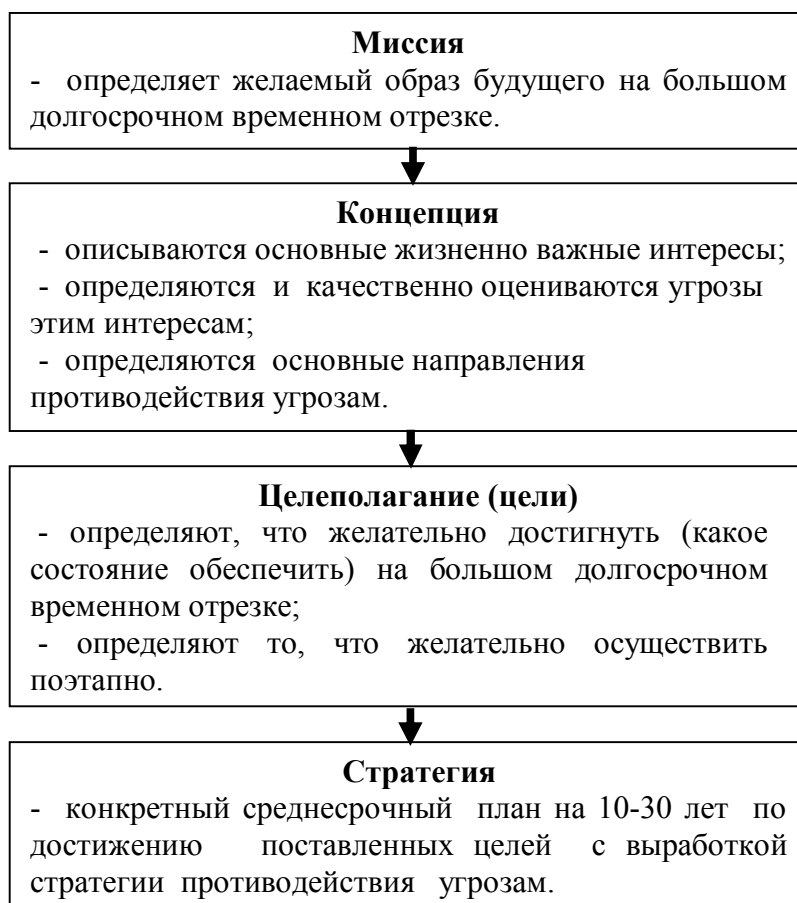 Миссия
- определяет желаемый образ будущего на большом
долгосрочном временном отрезке.
Концепция
- описываются основные жизненно важные интересы;
- определяются и качественно оцениваются угрозы
этим интересам;
- определяются основные направления
противодействия угрозам.
Целеполагание (цели)
- определяют, что желательно достигнуть (какое
состояние обеспечить) на большом долгосрочном
временном отрезке;
- определяют то, что желательно осуществить
поэтапно.
Стратегия
- конкретный среднесрочный план на 10-30 лет по
достижению поставленных целей с выработкой
стратегии противодействия угрозам.